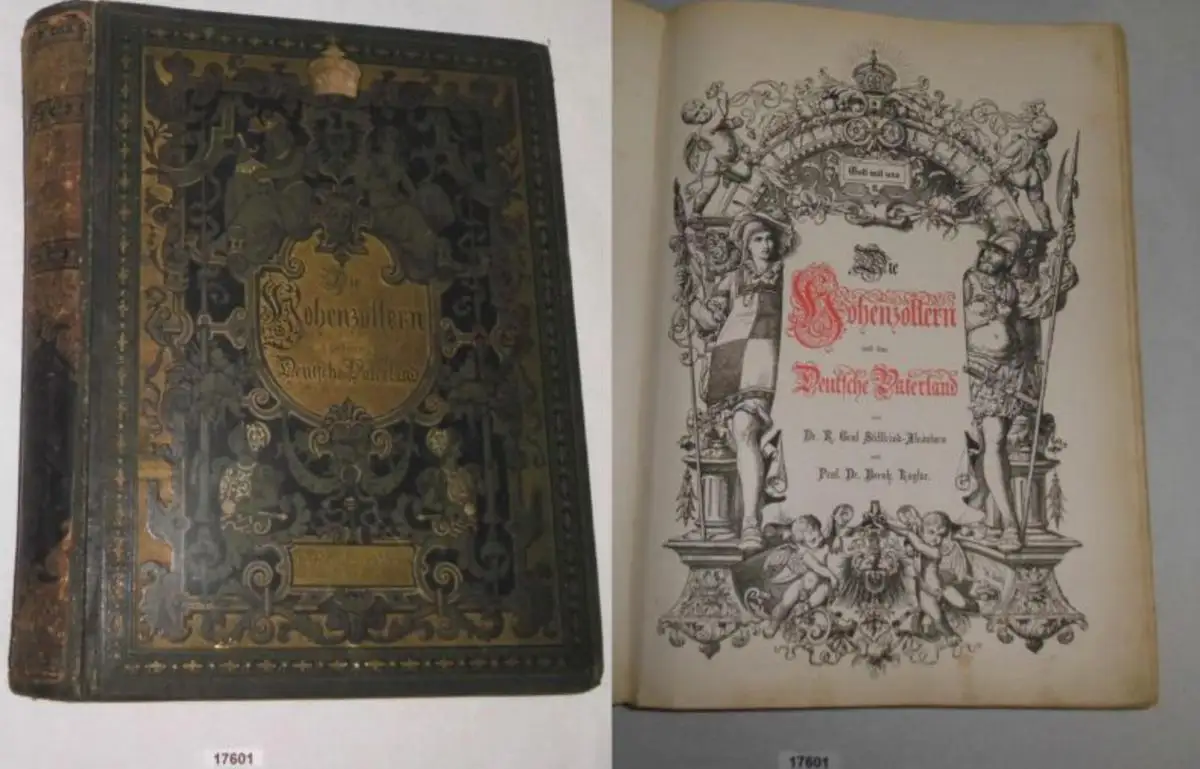 Die
Hohenzollern
Deutsche Vaterland
17601
Gott mit uns
Die
Hohenzollern
und das
Deutsche Vaterland
von
Dr. R. Graf Stillfried-Alcántara
und
Prof. Dr. Bernh. Kugler.
17601